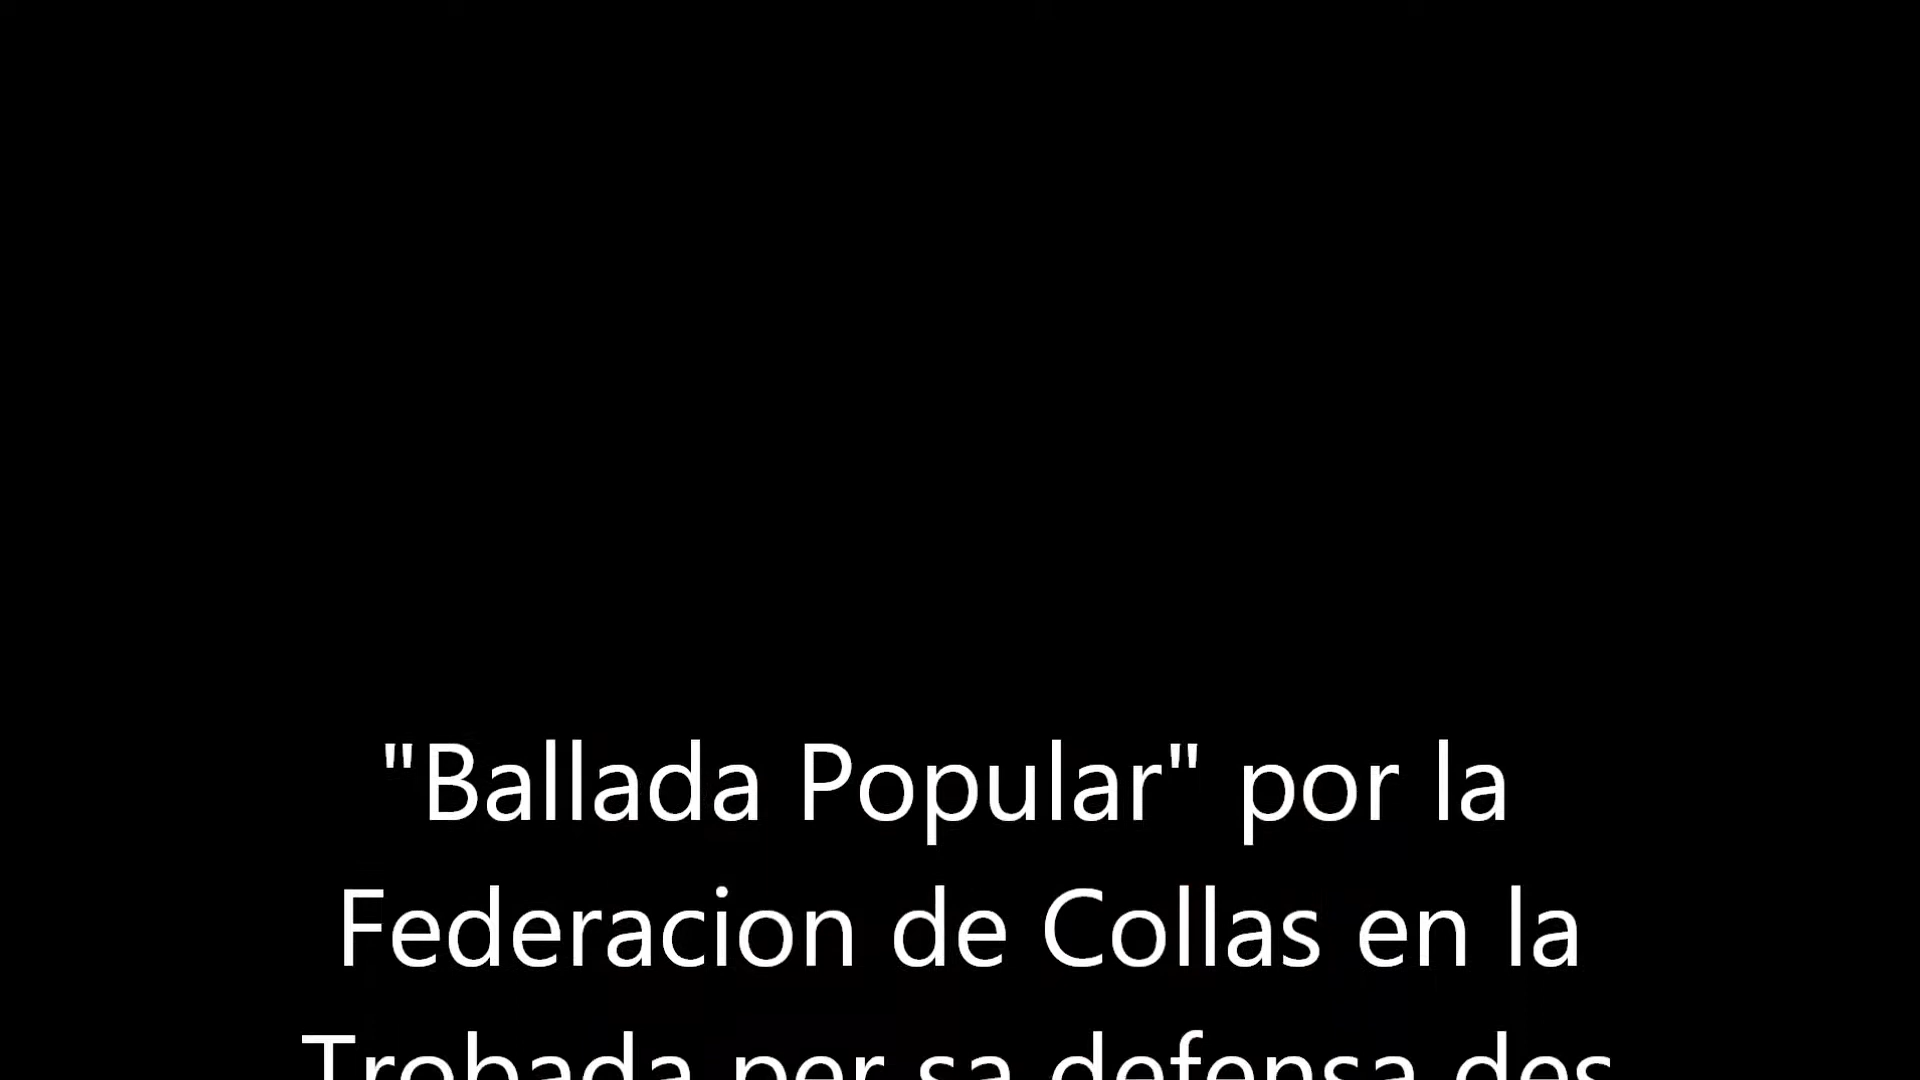 "Ballada Popular" por la
Federacion de Collas en la
Trobada per sa defensa des